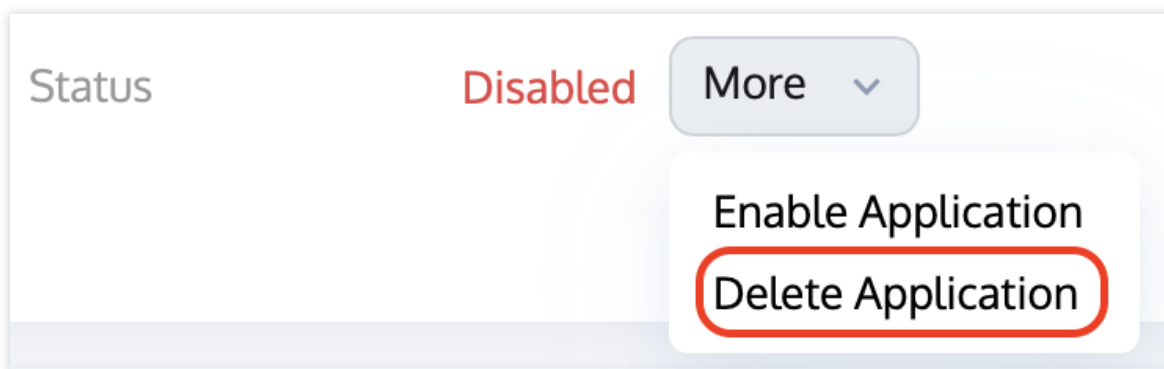 Status Disabled More
Enable Application
Delete Application